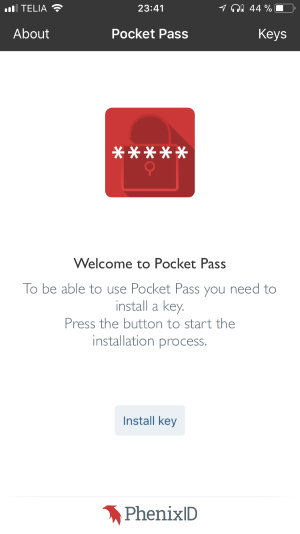 TELIA 23:41 44 %
About Pocket Pass Keys
*****
Welcome to Pocket Pass
To be able to use Pocket Pass you need to
install a key.
Press the button to start the
installation process.
Install key
PhenixID